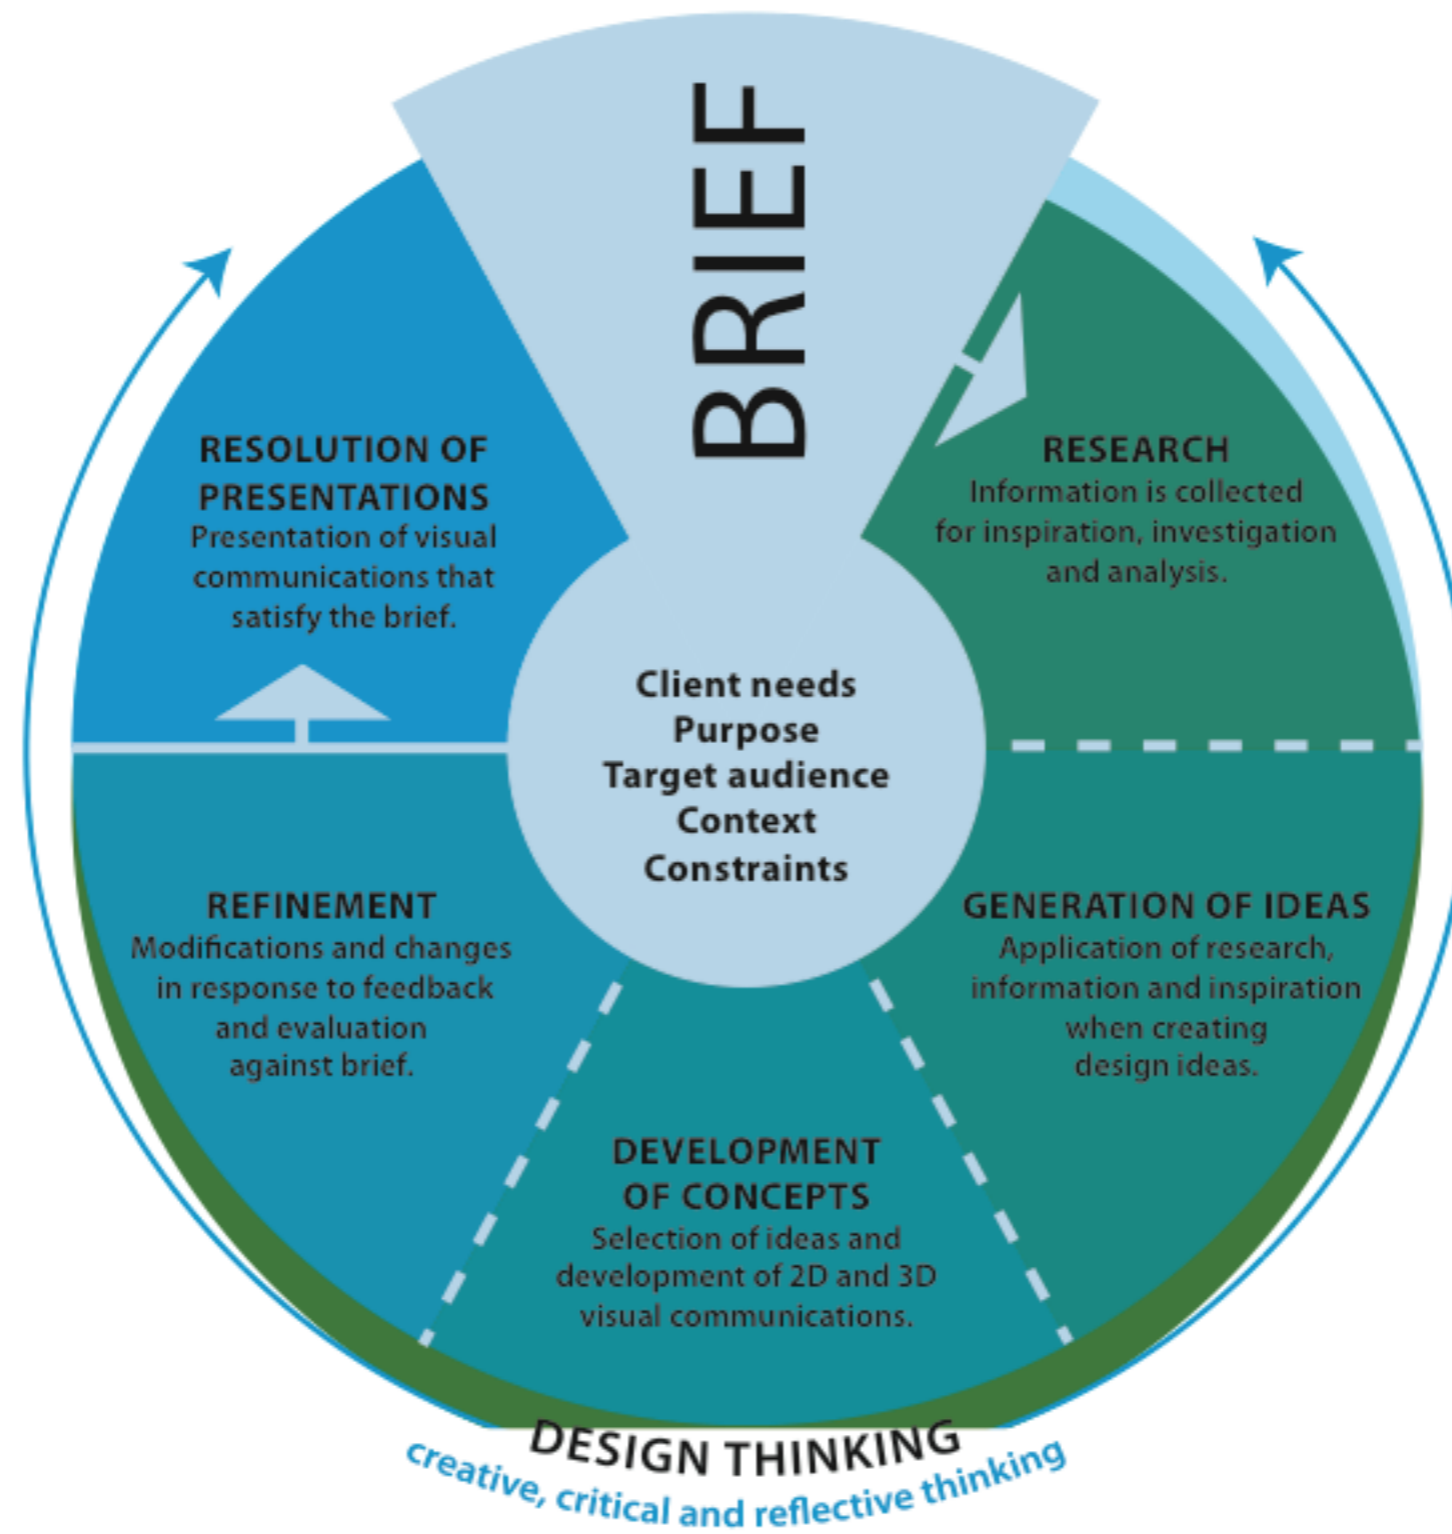 BRIEF
Client needs
Purpose
Target audience
Context
Constraints
RESEARCH
Information is collected
for inspiration, investigation
and analysis.
GENERATION OF IDEAS
Application of research,
information and inspiration
when creating
design ideas.
DEVELOPMENT
OF CONCEPTS
Selection of ideas and
development of 2D and 3D
visual communications.
REFINEMENT
Modifications and changes
in response to feedback
and evaluation
against brief.
RESOLUTION OF
PRESENTATIONS
Presentation of visual
communications that
satisfy the brief.
DESIGN THINKING
creative, critical and reflective thinking